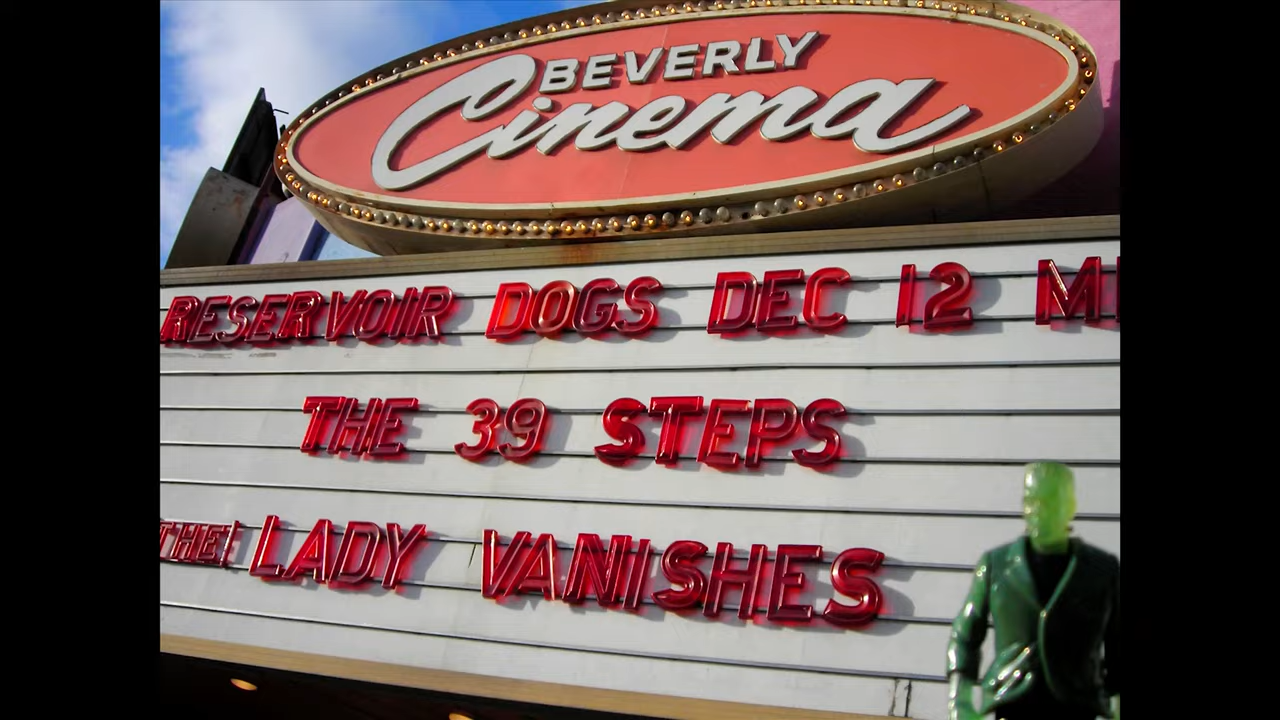 BEVERLY
Cinema
RESERVOIR DOGS DEC 12 M
THE 39 STEPS
THE LADY VANISHES